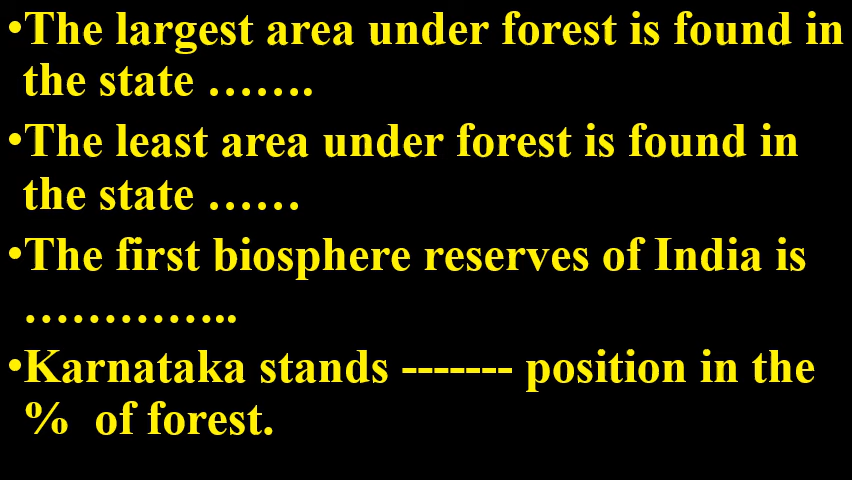 •The largest area under forest is found in
the state …….
•The least area under forest is found in
the state ……
•The first biosphere reserves of India is
…………..
•Karnataka stands ------- position in the
%  of forest.